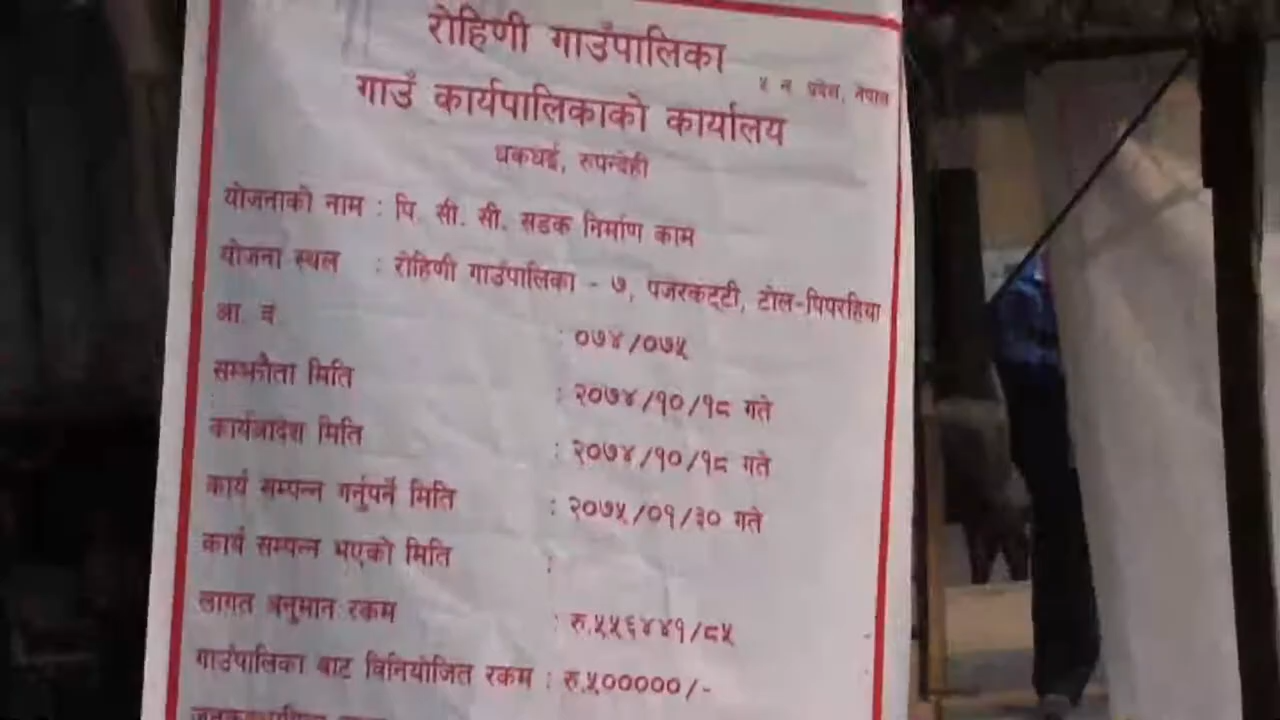 रोहिणी गाउँपालिका
५ न प्रदेश, नेपाल
गाउँ कार्यपालिकाको कार्यालय
धकधई, रुपन्देही
योजनाको नाम : पि. सी. सी. सडक निर्माण काम
योजना स्थल : रोहिणी गाउँपालिका - ७, पजरकट्टी, टोल-पिपरहिया
आ. व. : ०७४/०७५
सम्झौता मिति : २०७४/१०/१८ गते
कार्यआदेश मिति : २०७४/१०/१८ गते
कार्य सम्पन्न गर्नुपर्ने मिति : २०७५/०१/३० गते
कार्य सम्पन्न भएको मिति :
लागत अनुमान रकम : रु.५५६४४१/८५
गाउँपालिका बाट विनियोजित रकम : रु.५०००००/-